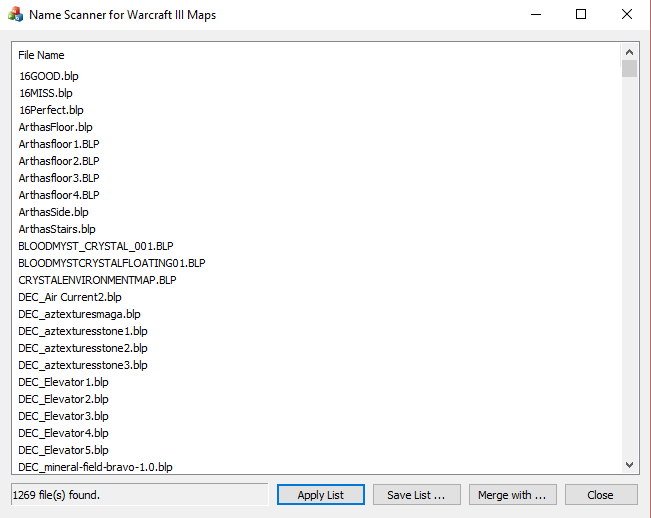 Name Scanner for Warcraft III Maps
File Name
16GOOD.blp
16MISS.blp
16Perfect.blp
ArthasFloor.blp
Arthasfloor1.BLP
Arthasfloor2.BLP
Arthasfloor3.BLP
Arthasfloor4.BLP
ArthasSide.blp
ArthasStairs.blp
BLOODMYST_CRYSTAL_001.BLP
BLOODMYSTCRYSTALFLOATING01.BLP
CRYSTALENVIRONMENTMAP.BLP
DEC_Air Current2.blp
DEC_aztexturesmaga.blp
DEC_aztexturesstone1.blp
DEC_aztexturesstone2.blp
DEC_aztexturesstone3.blp
DEC_Elevator1.blp
DEC_Elevator2.blp
DEC_Elevator3.blp
DEC_Elevator4.blp
DEC_Elevator5.blp
DEC_mineral-field-bravo-1.0.blp
1269 file(s) found.
Apply List
Save List ...
Merge with ...
Close